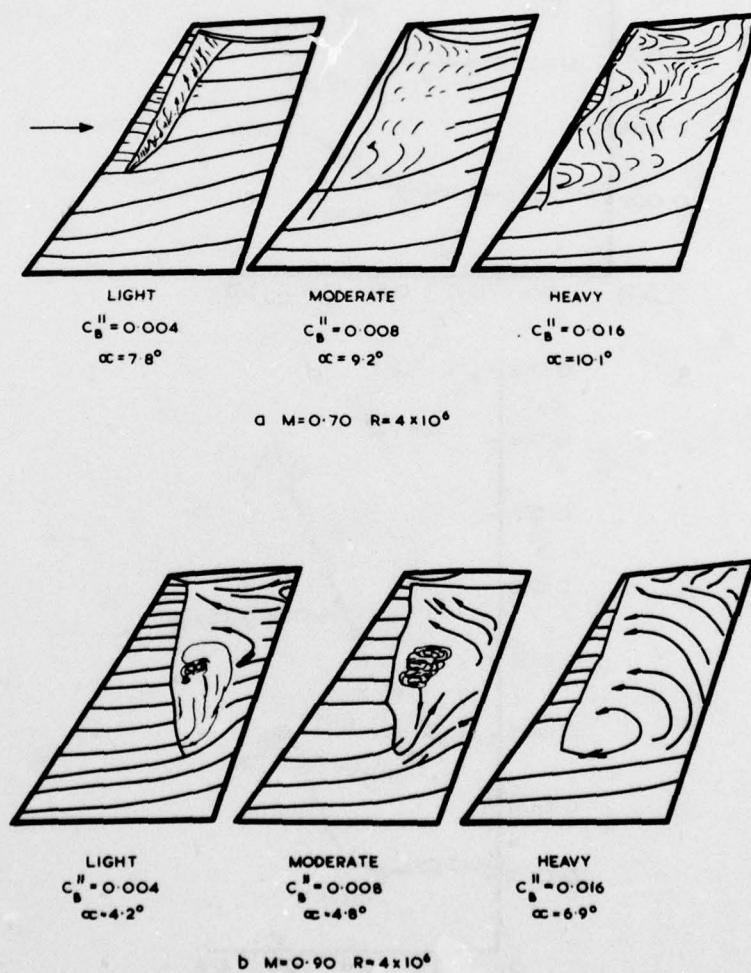 LIGHT MODERATE HEAVY
C_B^" = 0·004 C_B^" = 0·008 C_B^" = 0·016
α = 7·8° α = 9·2° α = 10·1°
a M = 0·70 R = 4 × 10⁶
LIGHT MODERATE HEAVY
C_B^" = 0·004 C_B^" = 0·008 C_B^" = 0·016
α = 4·2° α = 4·8° α = 6·9°
b M = 0·90 R = 4 × 10⁶